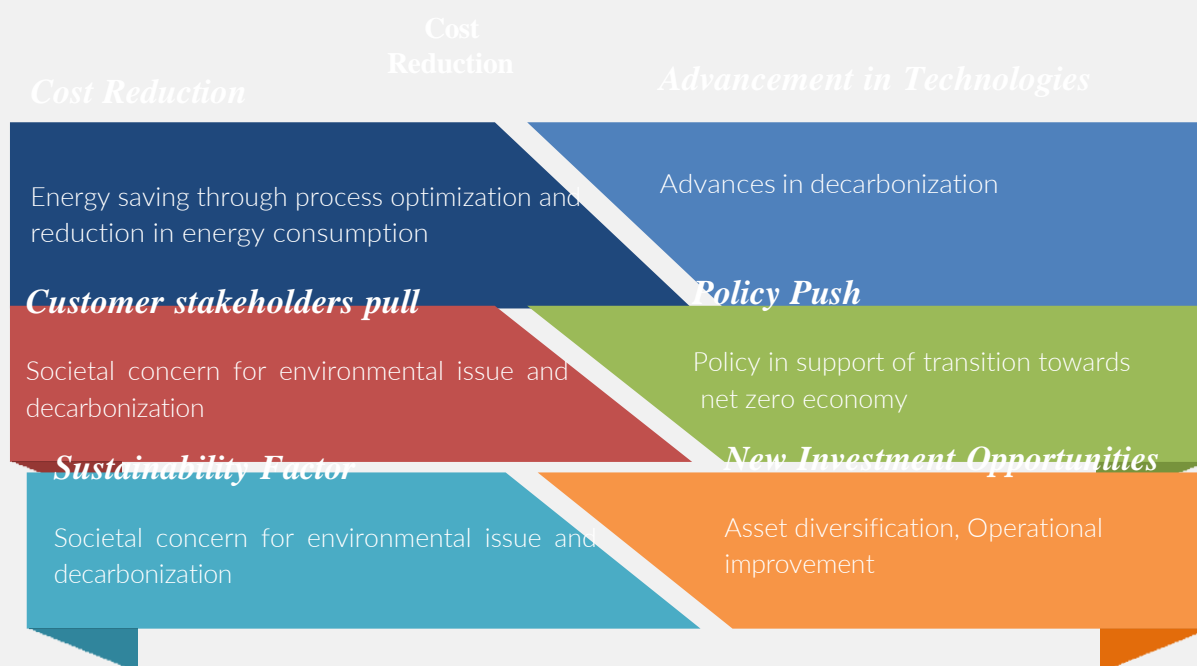 Cost
Reduction
Cost Reduction
Energy saving through process optimization and
reduction in energy consumption
Advancement in Technologies
Advances in decarbonization
Customer stakeholders pull
Societal concern for environmental issue and
decarbonization
Policy Push
Policy in support of transition towards
net zero economy
Sustainability Factor
Societal concern for environmental issue and
decarbonization
New Investment Opportunities
Asset diversification, Operational
improvement